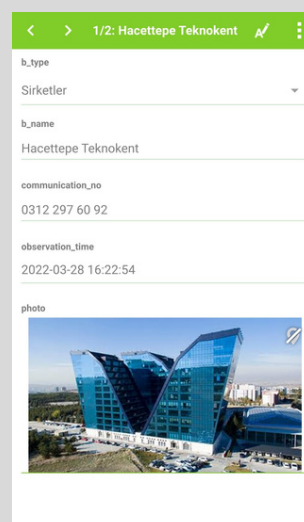 1/2: Hacettepe Teknokent
b_type
Sirketler
b_name
Hacettepe Teknokent
communication_no
0312 297 60 92
observation_time
2022-03-28 16:22:54
photo